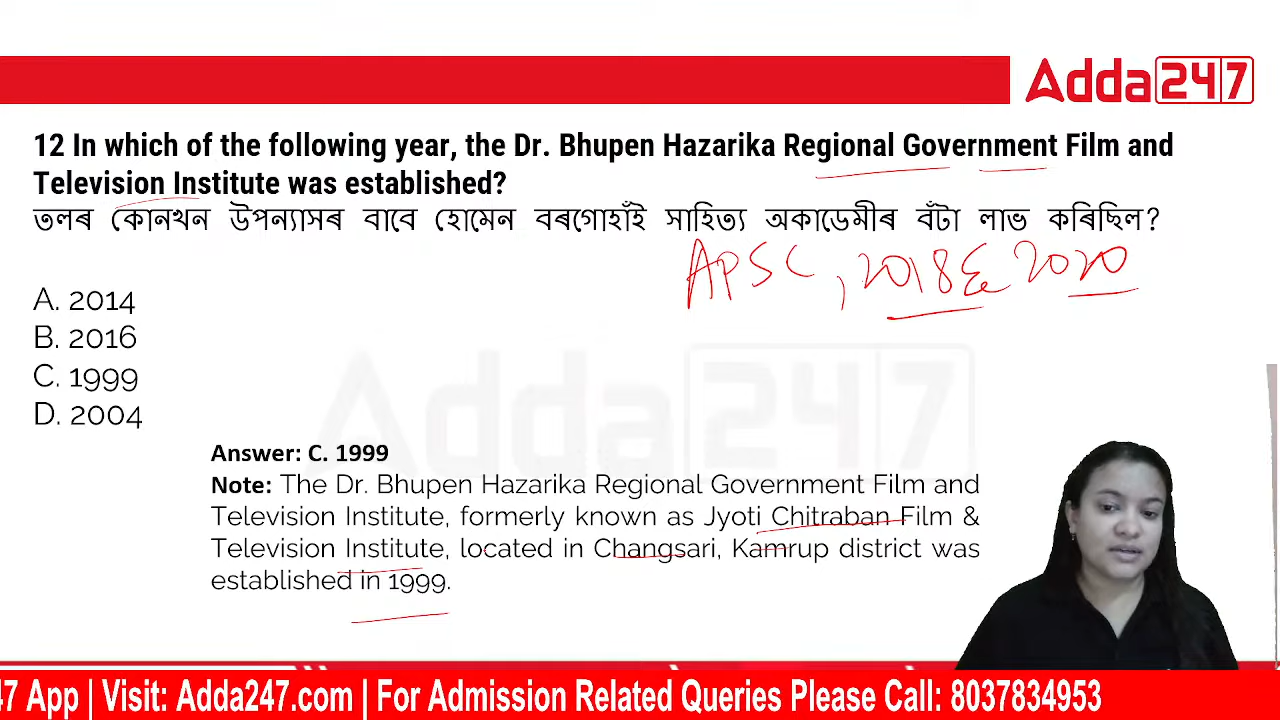 Adda247
12 In which of the following year, the Dr. Bhupen Hazarika Regional Government Film and
Television Institute was established?
তলৰ কোনখন উপন্যাসৰ বাবে হোমেন বৰগোহাঁই সাহিত্য অকাডেমীৰ বঁটা লাভ কৰিছিল?
APSC, 2018 & 2020
A. 2014
B. 2016
C. 1999
D. 2004
Adda247
Answer: C. 1999
Note: The Dr. Bhupen Hazarika Regional Government Film and
Television Institute, formerly known as Jyoti Chitraban Film &
Television Institute, located in Changsari, Kamrup district was
established in 1999.
47 App | Visit: Adda247.com | For Admission Related Queries Please Call: 8037834953